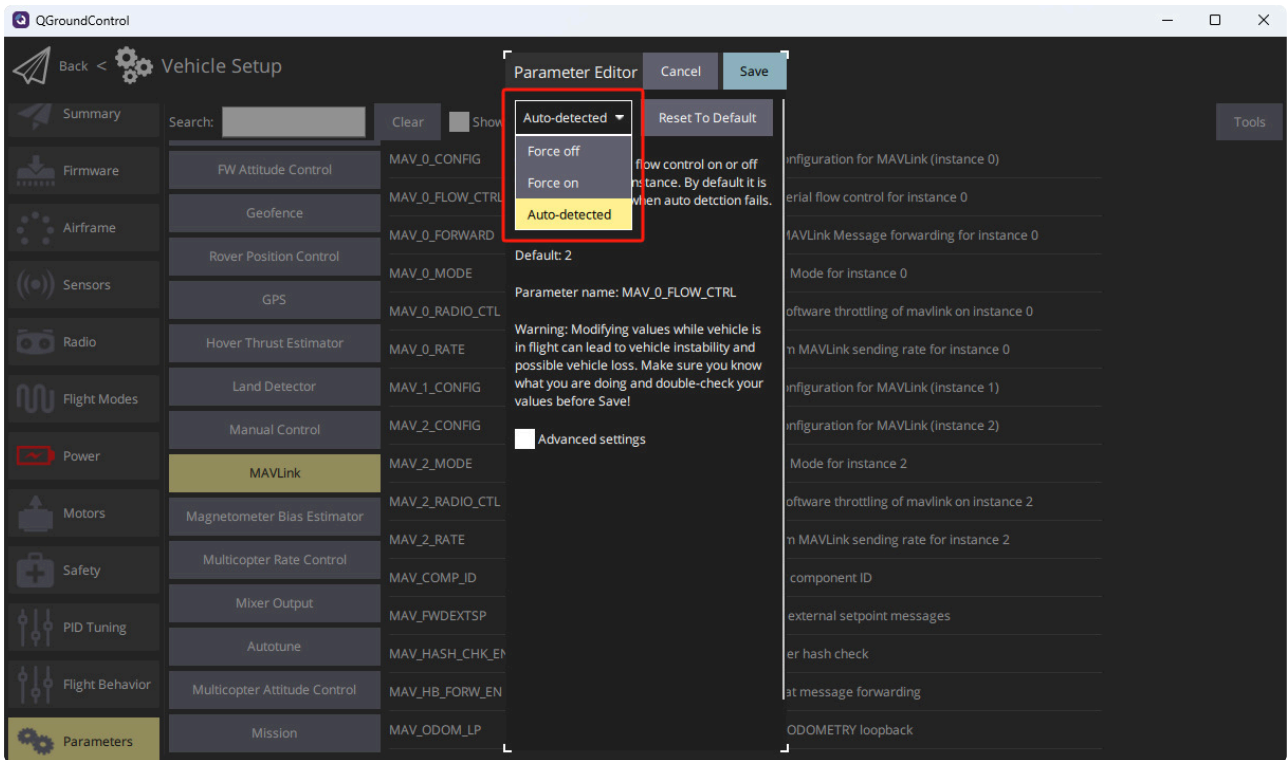 QGroundControl
Back < Vehicle Setup
Summary
Firmware
Airframe
Sensors
Radio
Flight Modes
Power
Motors
Safety
PID Tuning
Flight Behavior
Parameters
Search:
Clear
Show
Tools
FW Attitude Control
Geofence
Rover Position Control
GPS
Hover Thrust Estimator
Land Detector
Manual Control
MAVLink
Magnetometer Bias Estimator
Multicopter Rate Control
Mixer Output
Autotune
Multicopter Attitude Control
Mission
MAV_0_CONFIG
MAV_0_FLOW_CTRL
MAV_0_FORWARD
MAV_0_MODE
MAV_0_RADIO_CTL
MAV_0_RATE
MAV_1_CONFIG
MAV_2_CONFIG
MAV_2_MODE
MAV_2_RADIO_CTL
MAV_2_RATE
MAV_COMP_ID
MAV_FWDEXTSP
MAV_HASH_CHK_EN
MAV_HB_FORW_EN
MAV_ODOM_LP
Parameter Editor
Cancel
Save
Auto-detected
Reset To Default
Force off
Force on
Auto-detected
flow control on or off
nstance. By default it is
when auto detction fails.
Default: 2
Parameter name: MAV_0_FLOW_CTRL
Warning: Modifying values while vehicle is
in flight can lead to vehicle instability and
possible vehicle loss. Make sure you know
what you are doing and double-check your
values before Save!
Advanced settings
nfiguration for MAVLink (instance 0)
erial flow control for instance 0
MAVLink Message forwarding for instance 0
Mode for instance 0
oftware throttling of mavlink on instance 0
m MAVLink sending rate for instance 0
nfiguration for MAVLink (instance 1)
nfiguration for MAVLink (instance 2)
Mode for instance 2
oftware throttling of mavlink on instance 2
m MAVLink sending rate for instance 2
component ID
external setpoint messages
er hash check
at message forwarding
ODOMETRY loopback